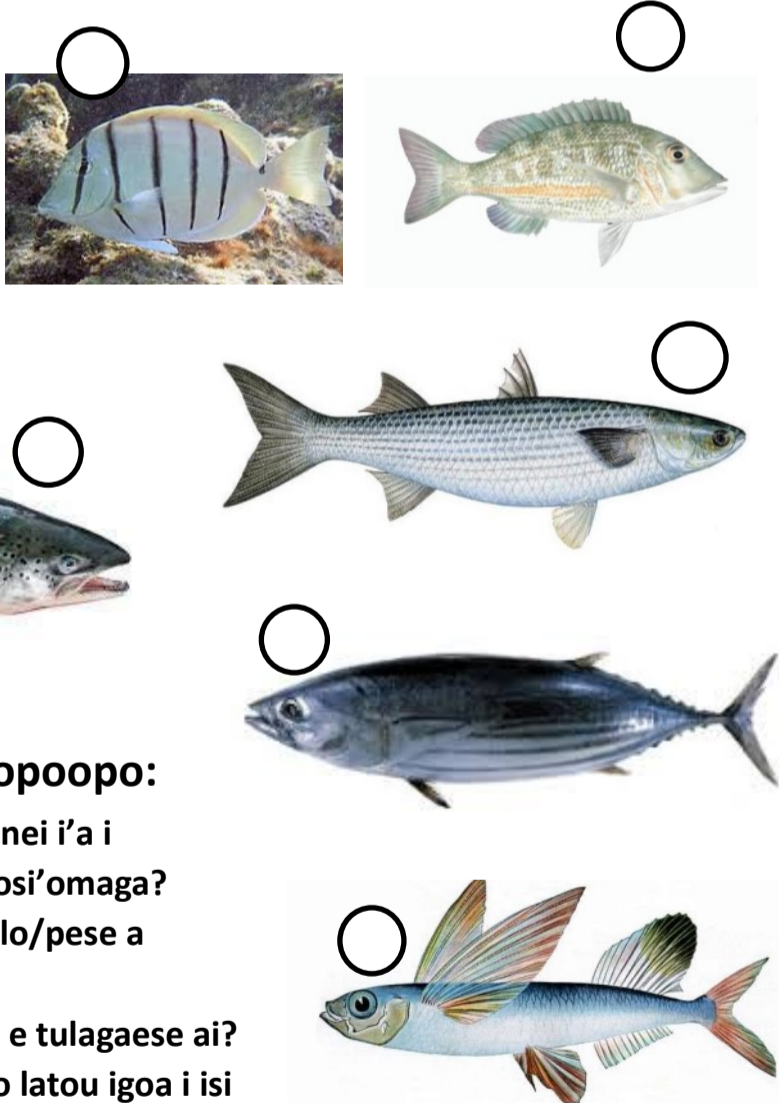 opoopo:
nei i'a i
osi'omaga?
lo/pese a
e tulagaese ai?
o latou igoa i isi